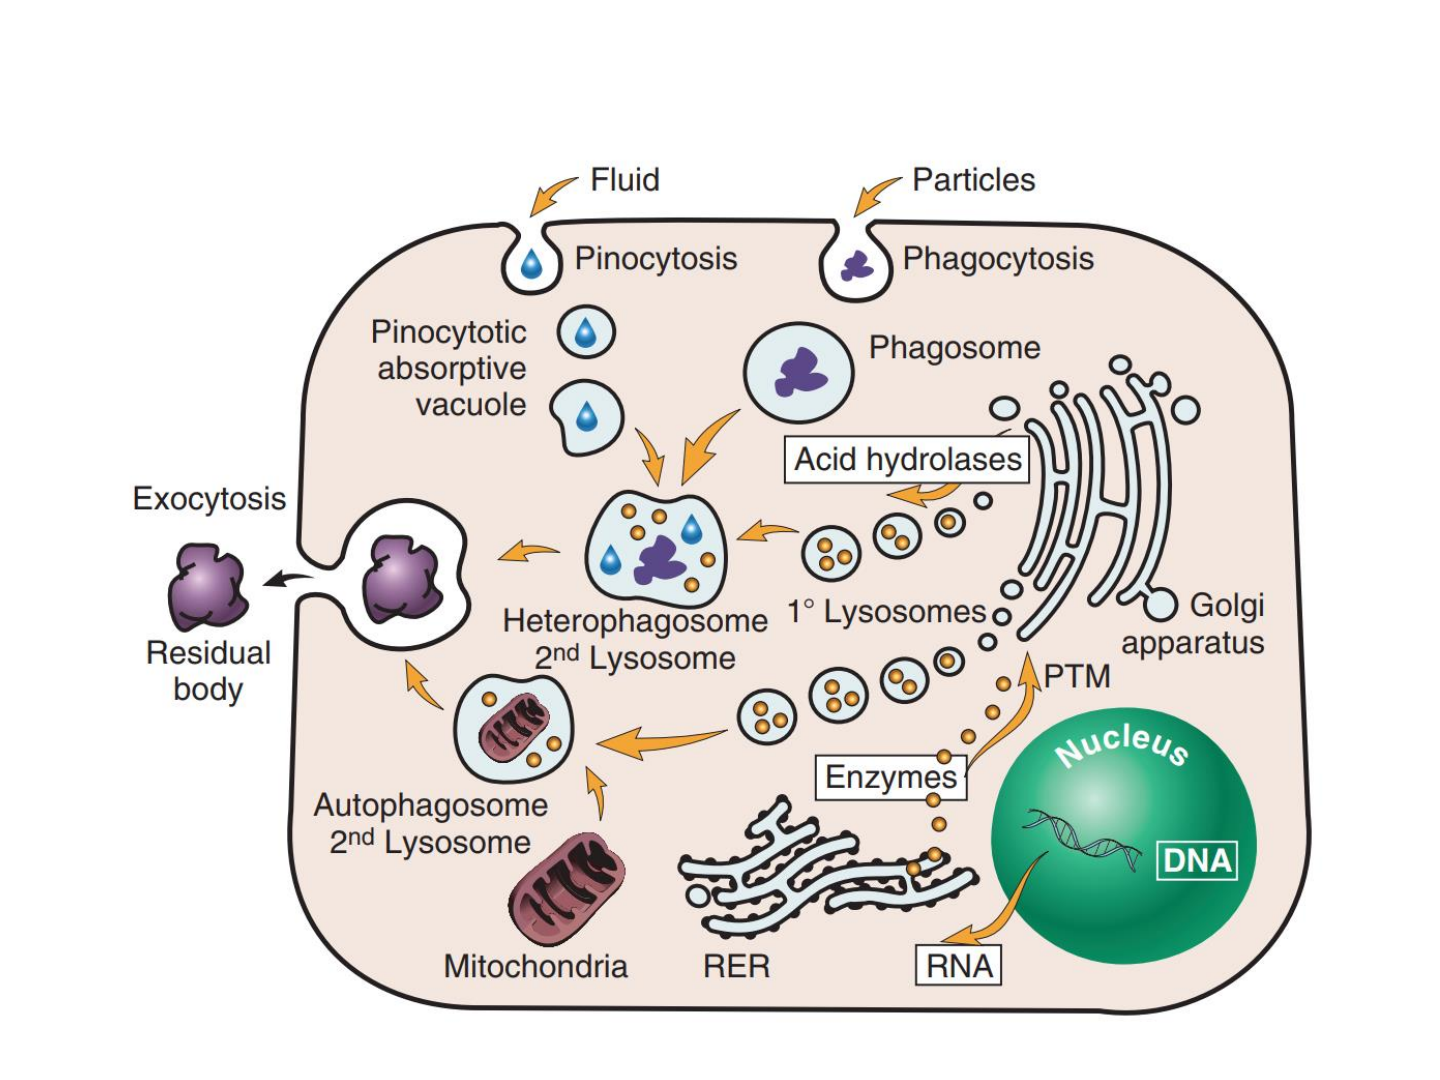 Fluid
Particles
Pinocytosis
Phagocytosis
Pinocytotic
absorptive
vacuole
Phagosome
Acid hydrolases
Exocytosis
Heterophagosome
2nd Lysosome
1° Lysosomes
Golgi
apparatus
Residual
body
PTM
Nucleus
Enzymes
Autophagosome
2nd Lysosome
DNA
Mitochondria
RER
RNA